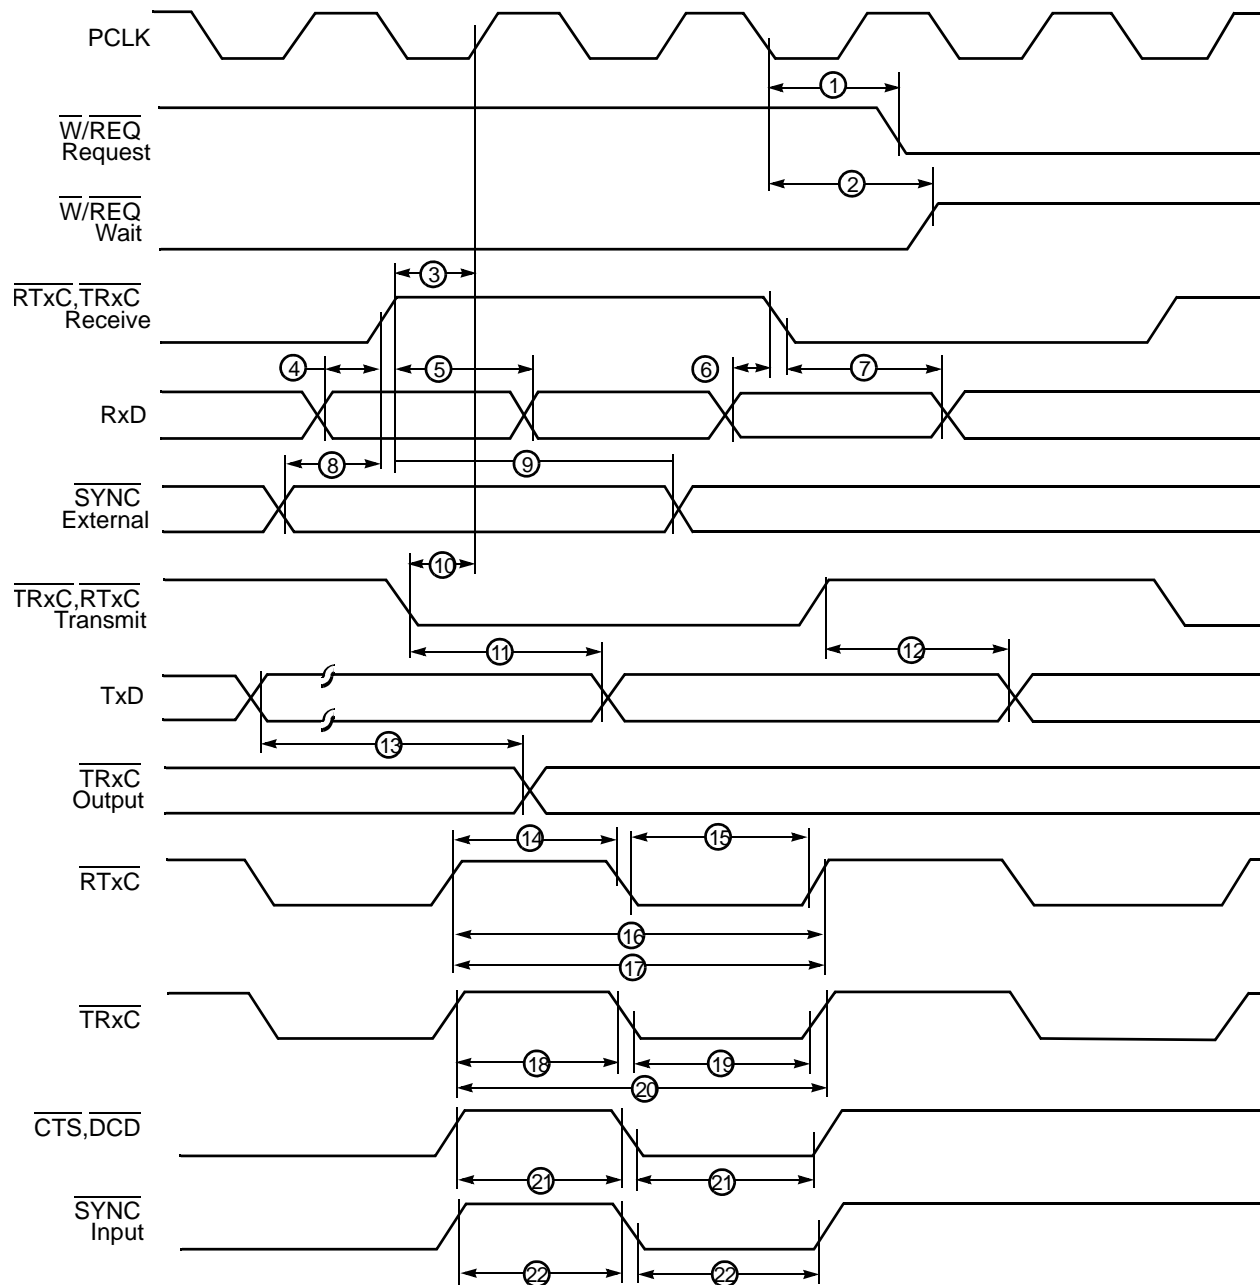 PCLK
①
W/REQ
Request
②
W/REQ
Wait
③
RTxC,TRxC
Receive
④ ⑤ ⑥ ⑦
RxD
⑧ ⑨
SYNC
External
⑩
TRxC,RTxC
Transmit
⑪ ⑫
TxD
⑬
TRxC
Output
⑭ ⑮
RTxC
⑯
⑰
TRxC
⑱ ⑲
⑳
CTS,DCD
㉑ ㉑
SYNC
Input
㉒ ㉒